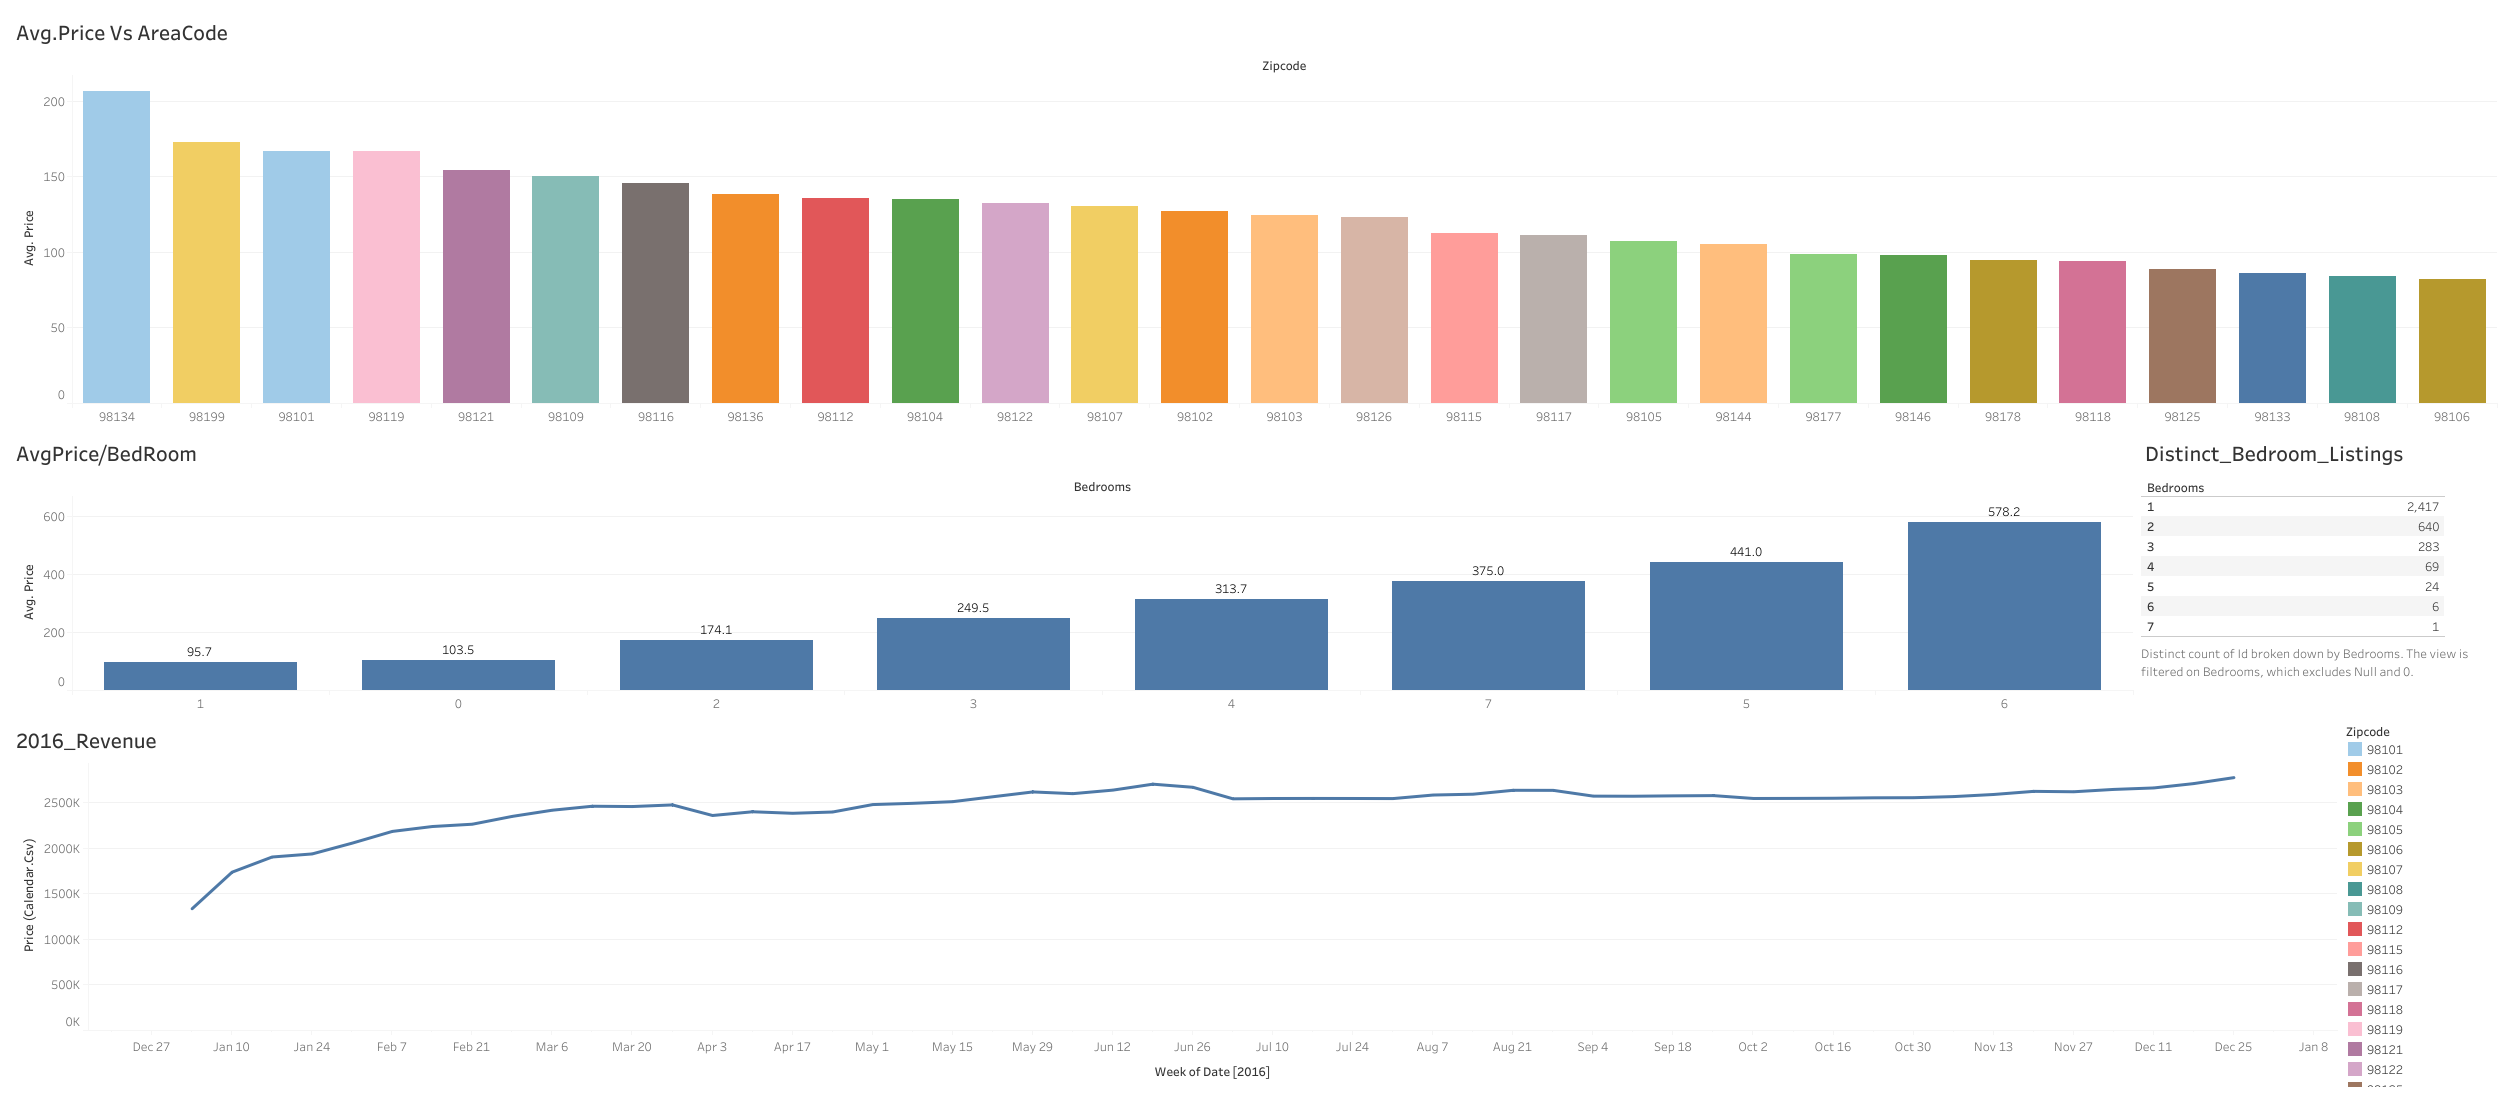 Avg.Price Vs AreaCode
Zipcode
Avg. Price
200
150
100
50
0
98134 98199 98101 98119 98121 98109 98116 98136 98112 98104 98122 98107 98102 98103 98126 98115 98117 98105 98144 98177 98146 98178 98118 98125 98133 98108 98106
AvgPrice/BedRoom
Bedrooms
Avg. Price
600
400
200
0
95.7 103.5 174.1 249.5 313.7 375.0 441.0 578.2
1 0 2 3 4 7 5 6
Distinct_Bedroom_Listings
Bedrooms
1 2,417
2 640
3 283
4 69
5 24
6 6
7 1
Distinct count of Id broken down by Bedrooms. The view is
filtered on Bedrooms, which excludes Null and 0.
2016_Revenue
Price (Calendar.Csv)
2500K
2000K
1500K
1000K
500K
0K
Dec 27 Jan 10 Jan 24 Feb 7 Feb 21 Mar 6 Mar 20 Apr 3 Apr 17 May 1 May 15 May 29 Jun 12 Jun 26 Jul 10 Jul 24 Aug 7 Aug 21 Sep 4 Sep 18 Oct 2 Oct 16 Oct 30 Nov 13 Nov 27 Dec 11 Dec 25 Jan 8
Week of Date [2016]
Zipcode
98101
98102
98103
98104
98105
98106
98107
98108
98109
98112
98115
98116
98117
98118
98119
98121
98122